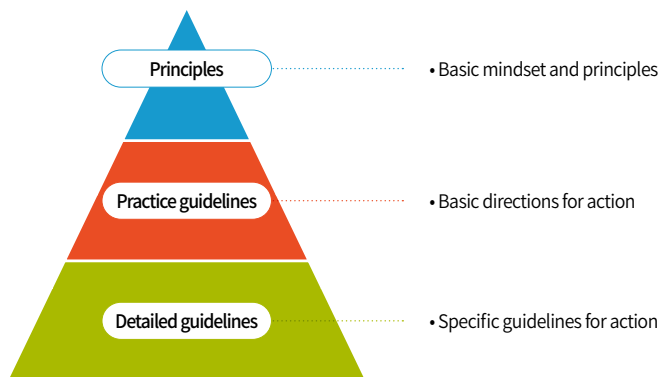 Principles
• Basic mindset and principles
Practice guidelines
• Basic directions for action
Detailed guidelines
• Specific guidelines for action